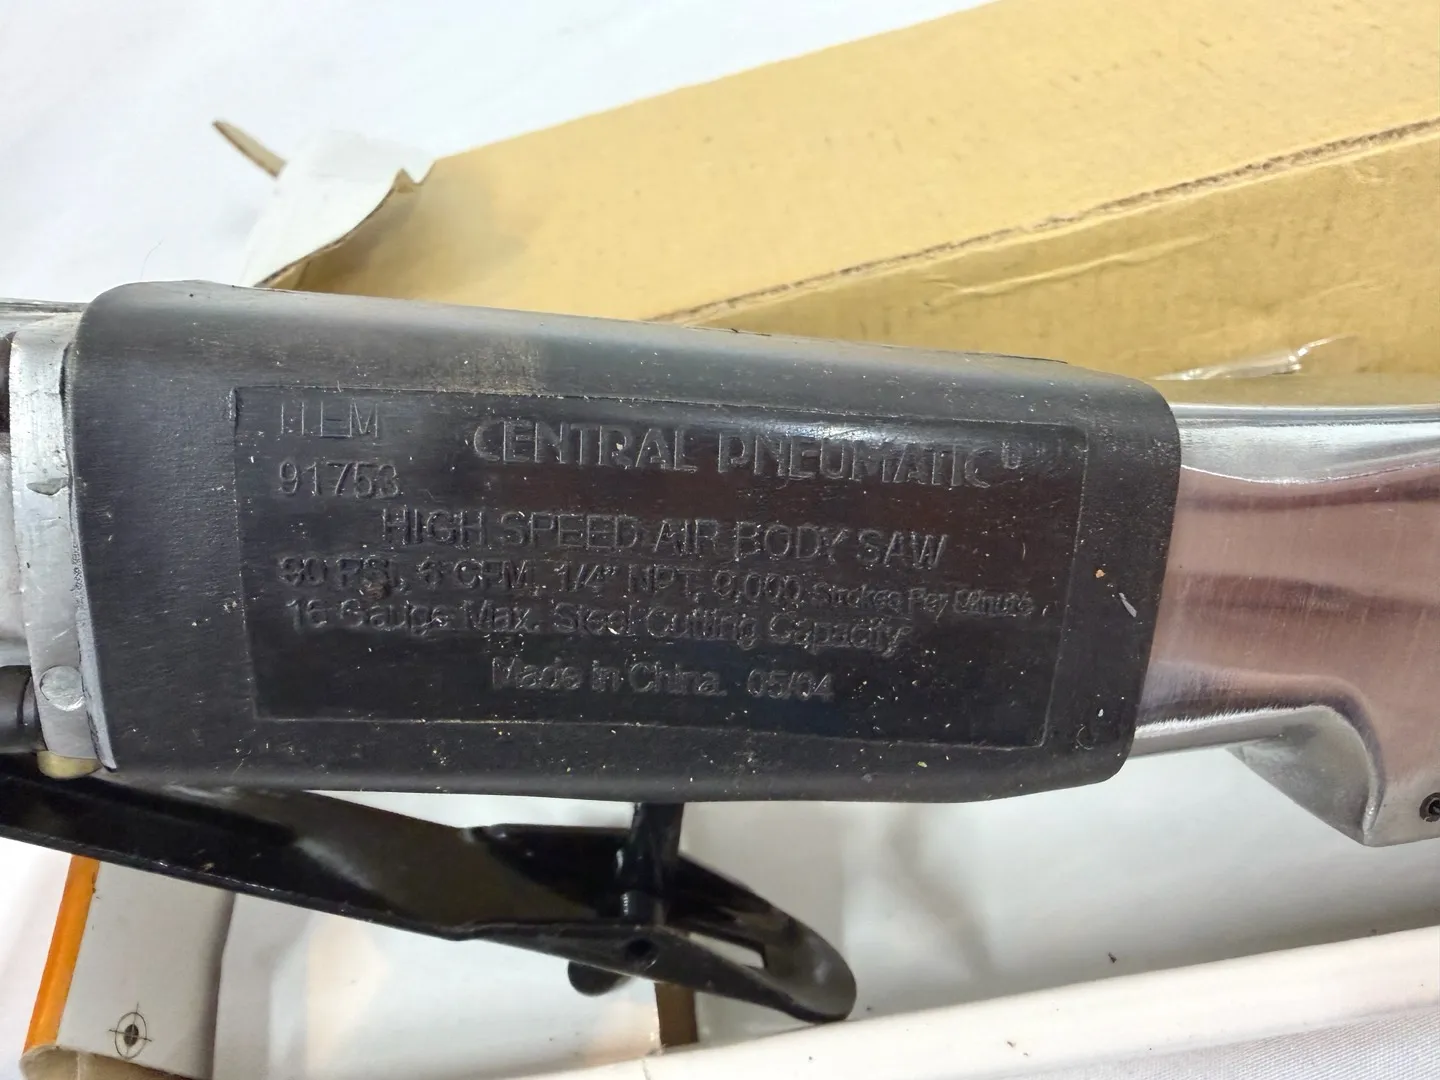 ITEM
91753
CENTRAL PNEUMATIC®
HIGH SPEED AIR BODY SAW
90 PSI, 6 CFM, 1/4" NPT, 9,000 Strokes Per Minute
16 Gauge Max. Steel Cutting Capacity
Made in China. 05/04